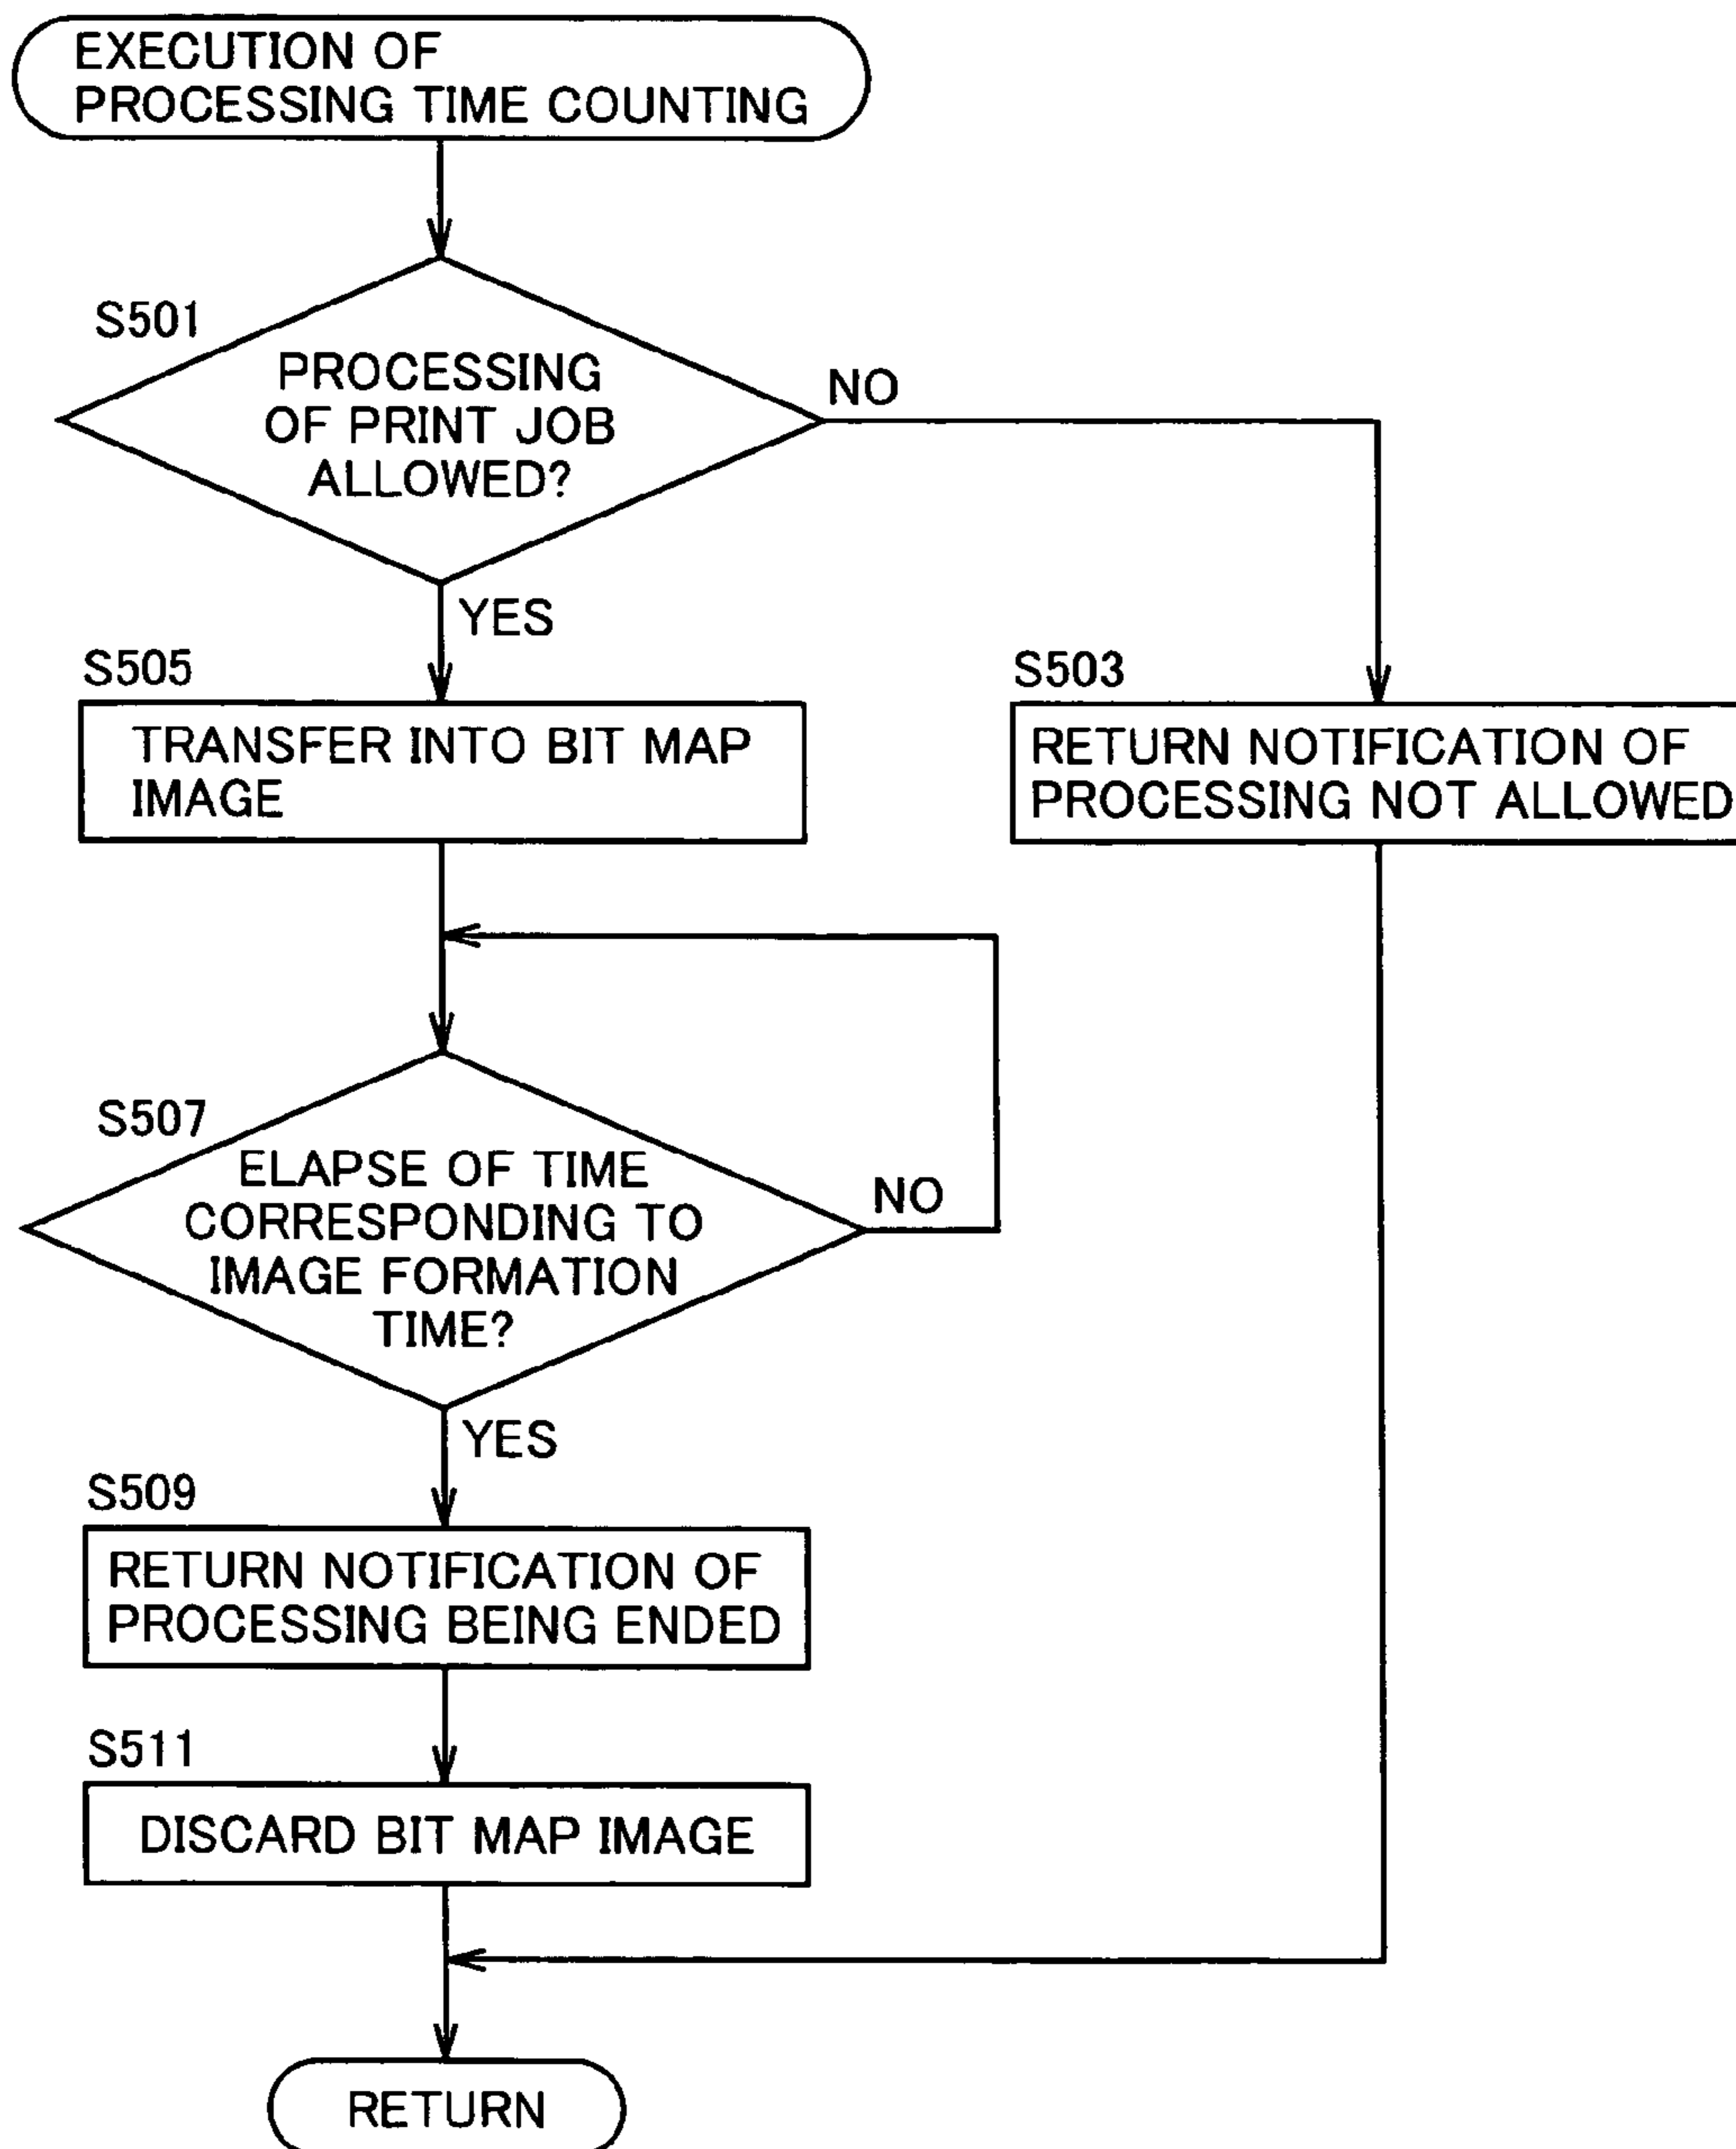 EXECUTION OF
PROCESSING TIME COUNTING
S501
PROCESSING
OF PRINT JOB
ALLOWED?
NO
YES
S505
TRANSFER INTO BIT MAP
IMAGE
S503
RETURN NOTIFICATION OF
PROCESSING NOT ALLOWED
S507
ELAPSE OF TIME
CORRESPONDING TO
IMAGE FORMATION
TIME?
NO
YES
S509
RETURN NOTIFICATION OF
PROCESSING BEING ENDED
S511
DISCARD BIT MAP IMAGE
RETURN